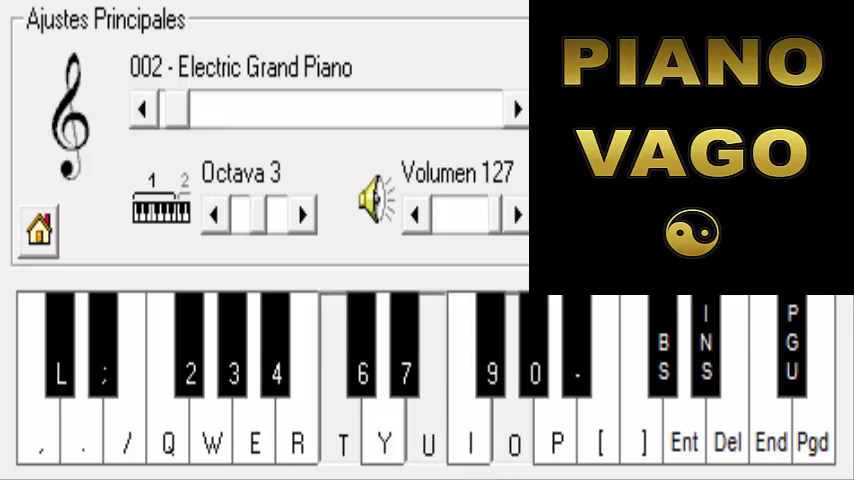 Ajustes Principales
002 - Electric Grand Piano
1 2
Octava 3
Volumen 127
PIANO
VAGO
L ; 2 3 4 6 7 9 0 - BS INS PGU
, . / Q W E R T Y U I O P [ ] Ent Del End Pgd